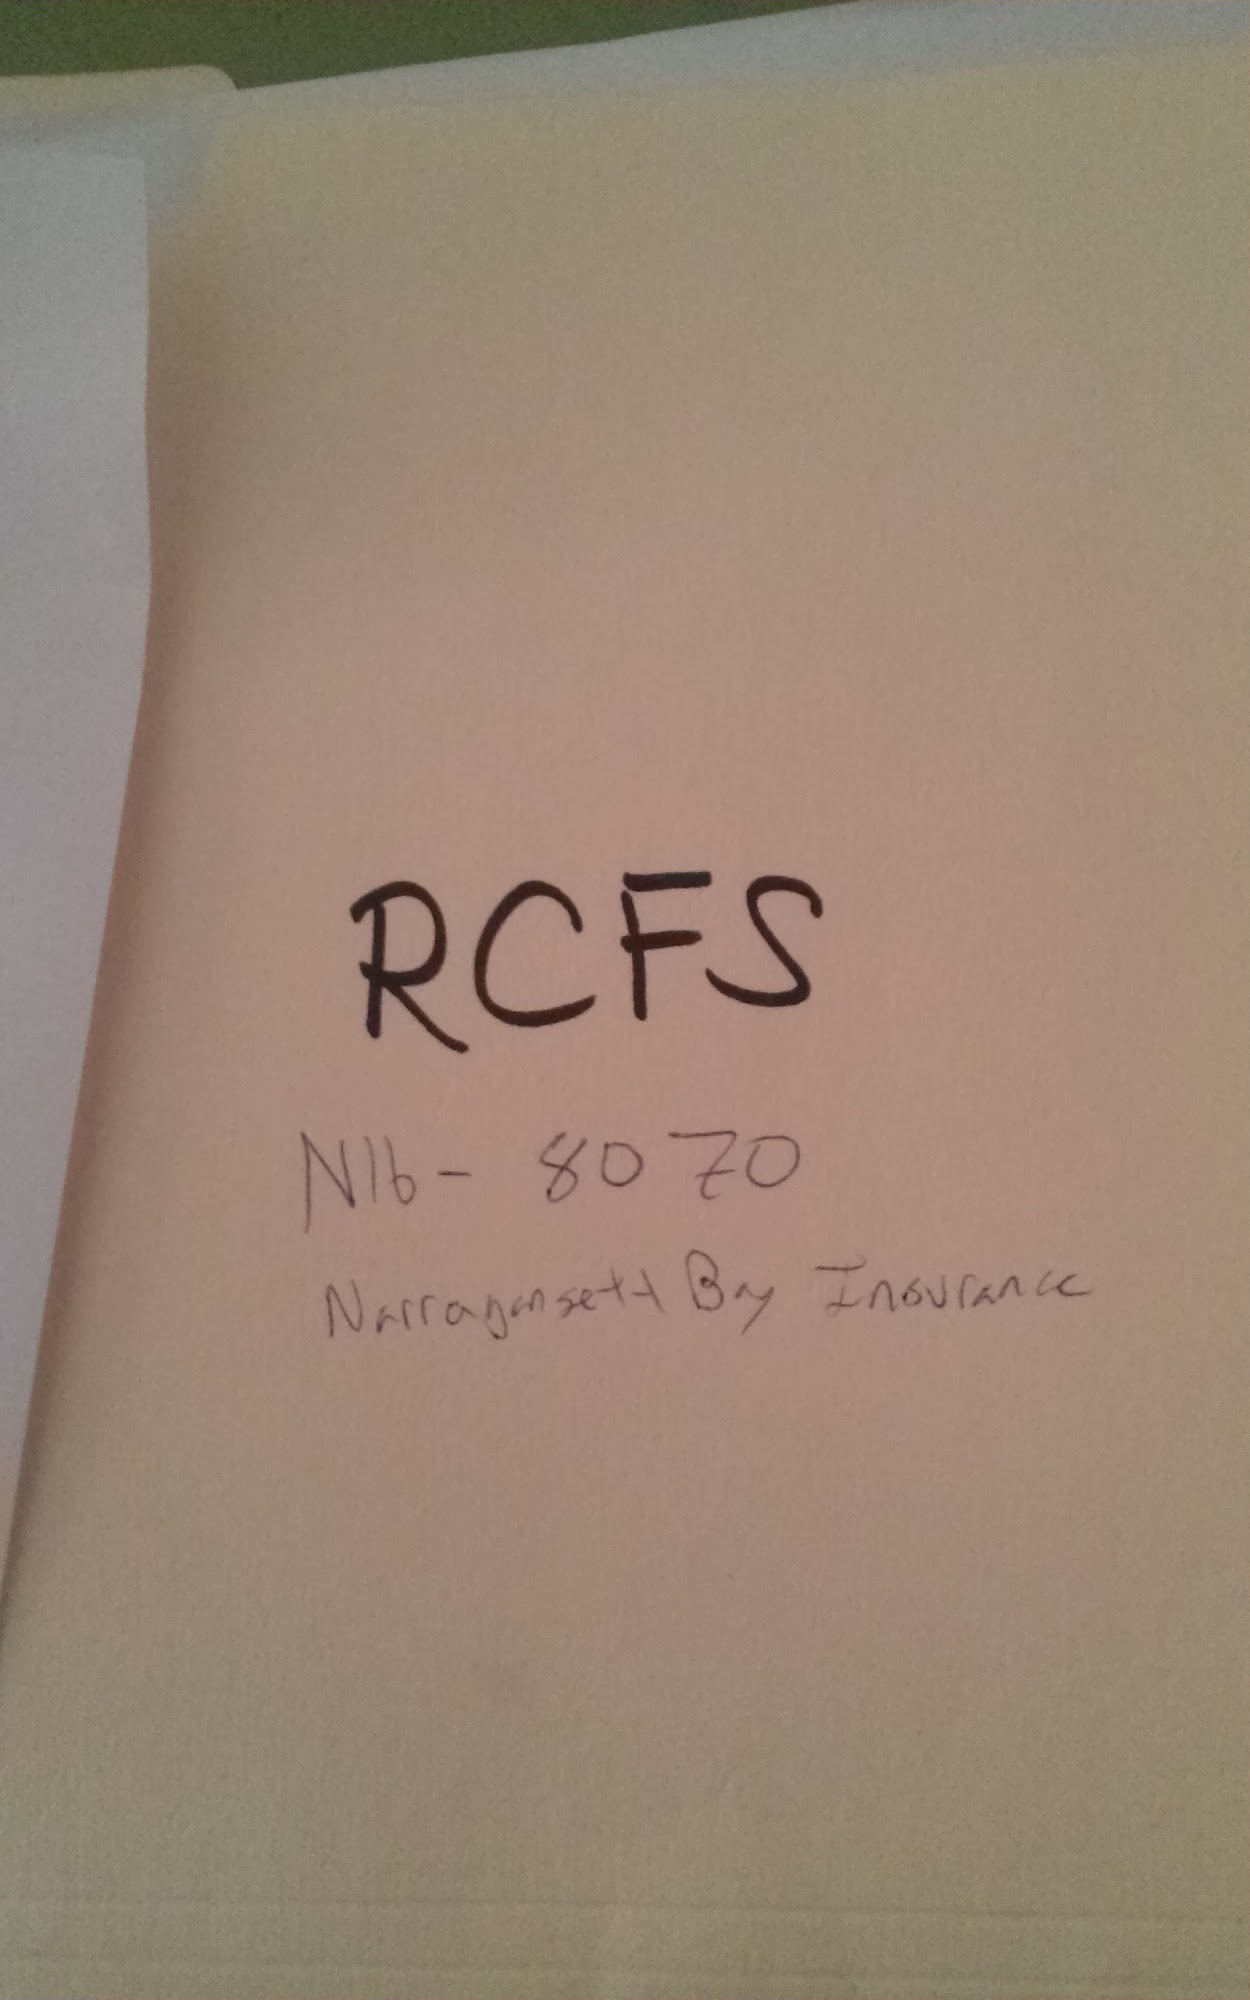 RCFS
N16- 8070
Narragansett Bay Insurance